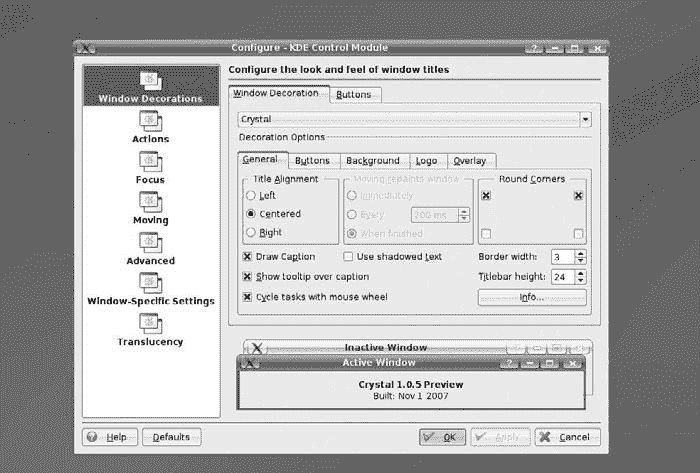 Configure - KDE Control Module
Window Decorations
Actions
Focus
Moving
Advanced
Window-Specific Settings
Translucency
Configure the look and feel of window titles
Window Decoration
Buttons
Crystal
Decoration Options
General
Buttons
Background
Logo
Overlay
Title Alignment
Left
Centered
Right
Moving repaints window
Immediately
Every
200 ms
When finished
Round Corners
Draw Caption
Use shadowed text
Border width:
3
Show tooltip over caption
Titlebar height:
24
Cycle tasks with mouse wheel
Info...
Inactive Window
Active Window
Crystal 1.0.5 Preview
Built: Nov 1 2007
Help
Defaults
OK
Apply
Cancel